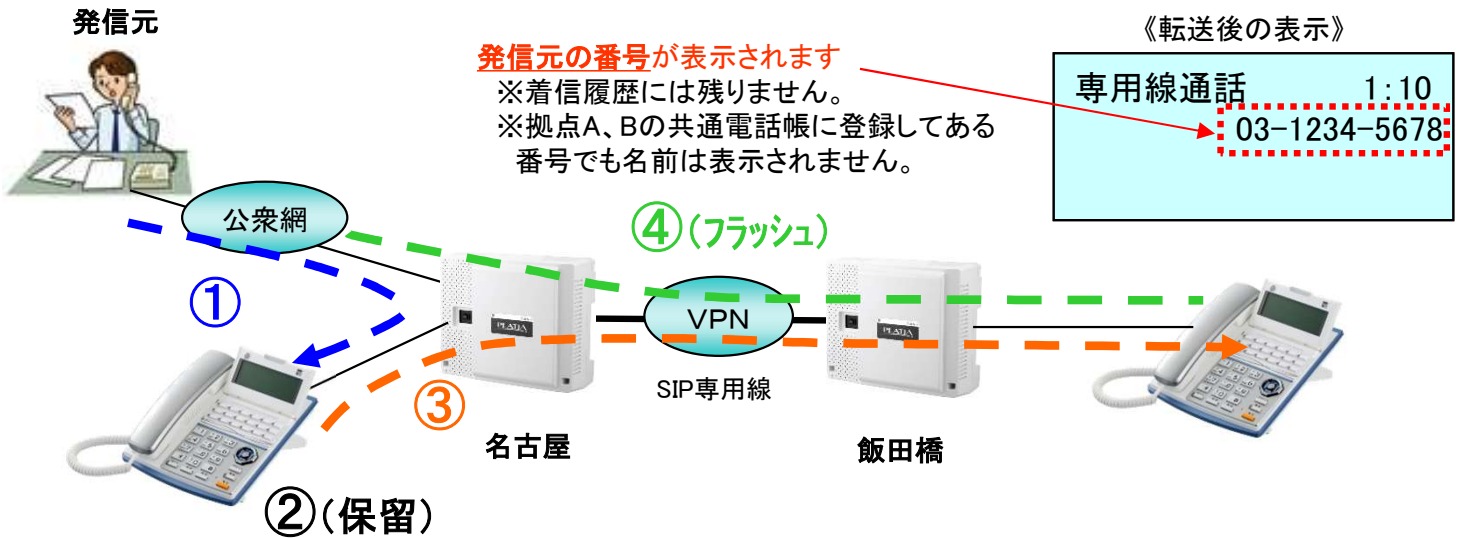 発信元
発信元の番号が表示されます
※着信履歴には残りません。
※拠点A、Bの共通電話帳に登録してある
番号でも名前は表示されません。
《転送後の表示》
専用線通話 1:10
03-1234-5678
公衆網
④(フラッシュ)
①
PLATIA
VPN
PLATIA
SIP専用線
③
名古屋
飯田橋
②(保留)